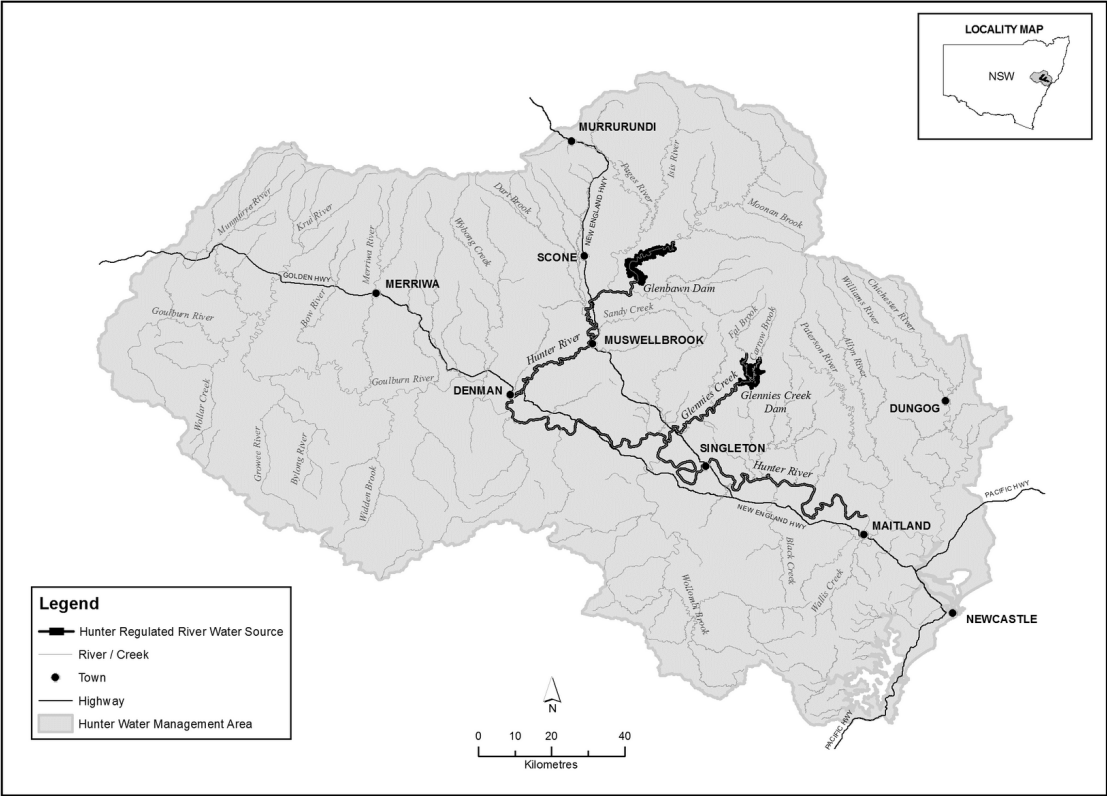 LOCALITY MAP
NSW
MURRURUNDI
Pages River
Isis River
Dart Brook
NEW ENGLAND HWY
Moonan Brook
Munmurra River
Krui River
Merriwa River
Wybong Creek
SCONE
GOLDEN HWY
MERRIWA
Glenbawn Dam
Bow River
Sandy Creek
Goulburn River
Williams River
Chichester River
MUSWELLBROOK
Fal Brook
Carrow Brook
Paterson River
Allyn River
Hunter River
Goulburn River
DENMAN
Glennies Creek
Glennies Creek
Dam
DUNGOG
Wollar Creek
Growee River
Bylong River
Widden Brook
SINGLETON
Hunter River
PACIFIC HWY
NEW ENGLAND HWY
MAITLAND
Black Creek
Wallis Creek
Wollombi Brook
NEWCASTLE
PACIFIC HWY
Legend
Hunter Regulated River Water Source
River / Creek
Town
Highway
Hunter Water Management Area
N
0 10 20 40
Kilometres